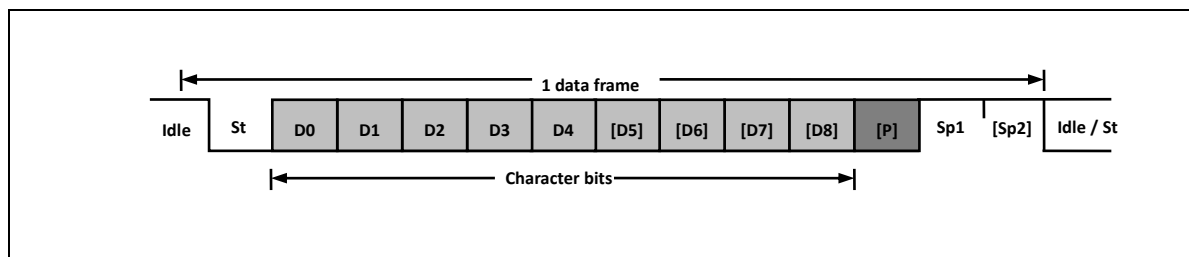 1 data frame
Idle St D0 D1 D2 D3 D4 [D5] [D6] [D7] [D8] [P] Sp1 [Sp2] Idle / St
Character bits